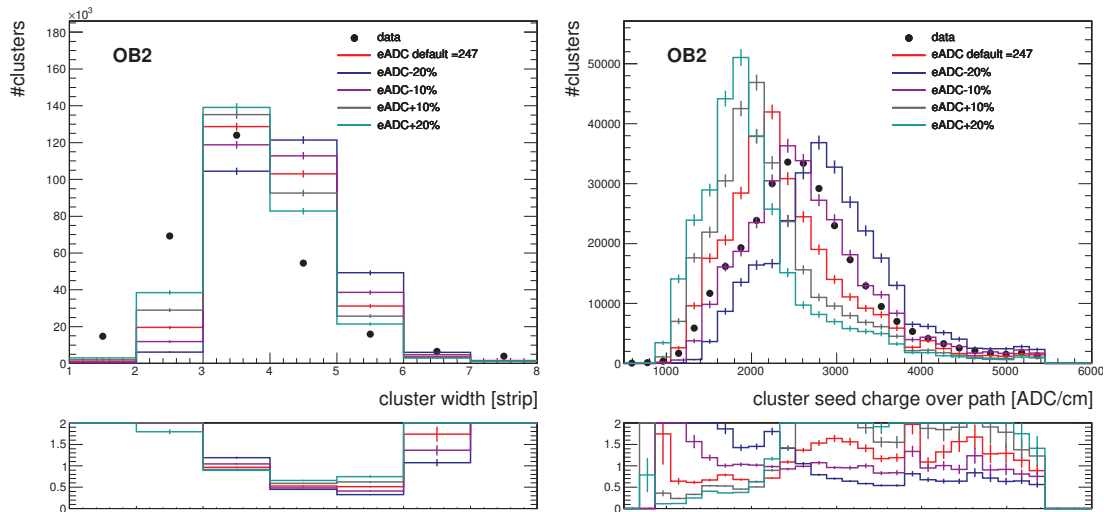 ×10³
180
160
140
120
100
80
60
40
20
0
#clusters
OB2
data
eADC default =247
eADC-20%
eADC-10%
eADC+10%
eADC+20%
1 2 3 4 5 6 7 8
cluster width [strip]
2
1.5
1
0.5
0
50000
40000
30000
20000
10000
0
#clusters
OB2
data
eADC default =247
eADC-20%
eADC-10%
eADC+10%
eADC+20%
1000 2000 3000 4000 5000 6000
cluster seed charge over path [ADC/cm]
2
1.5
1
0.5
0